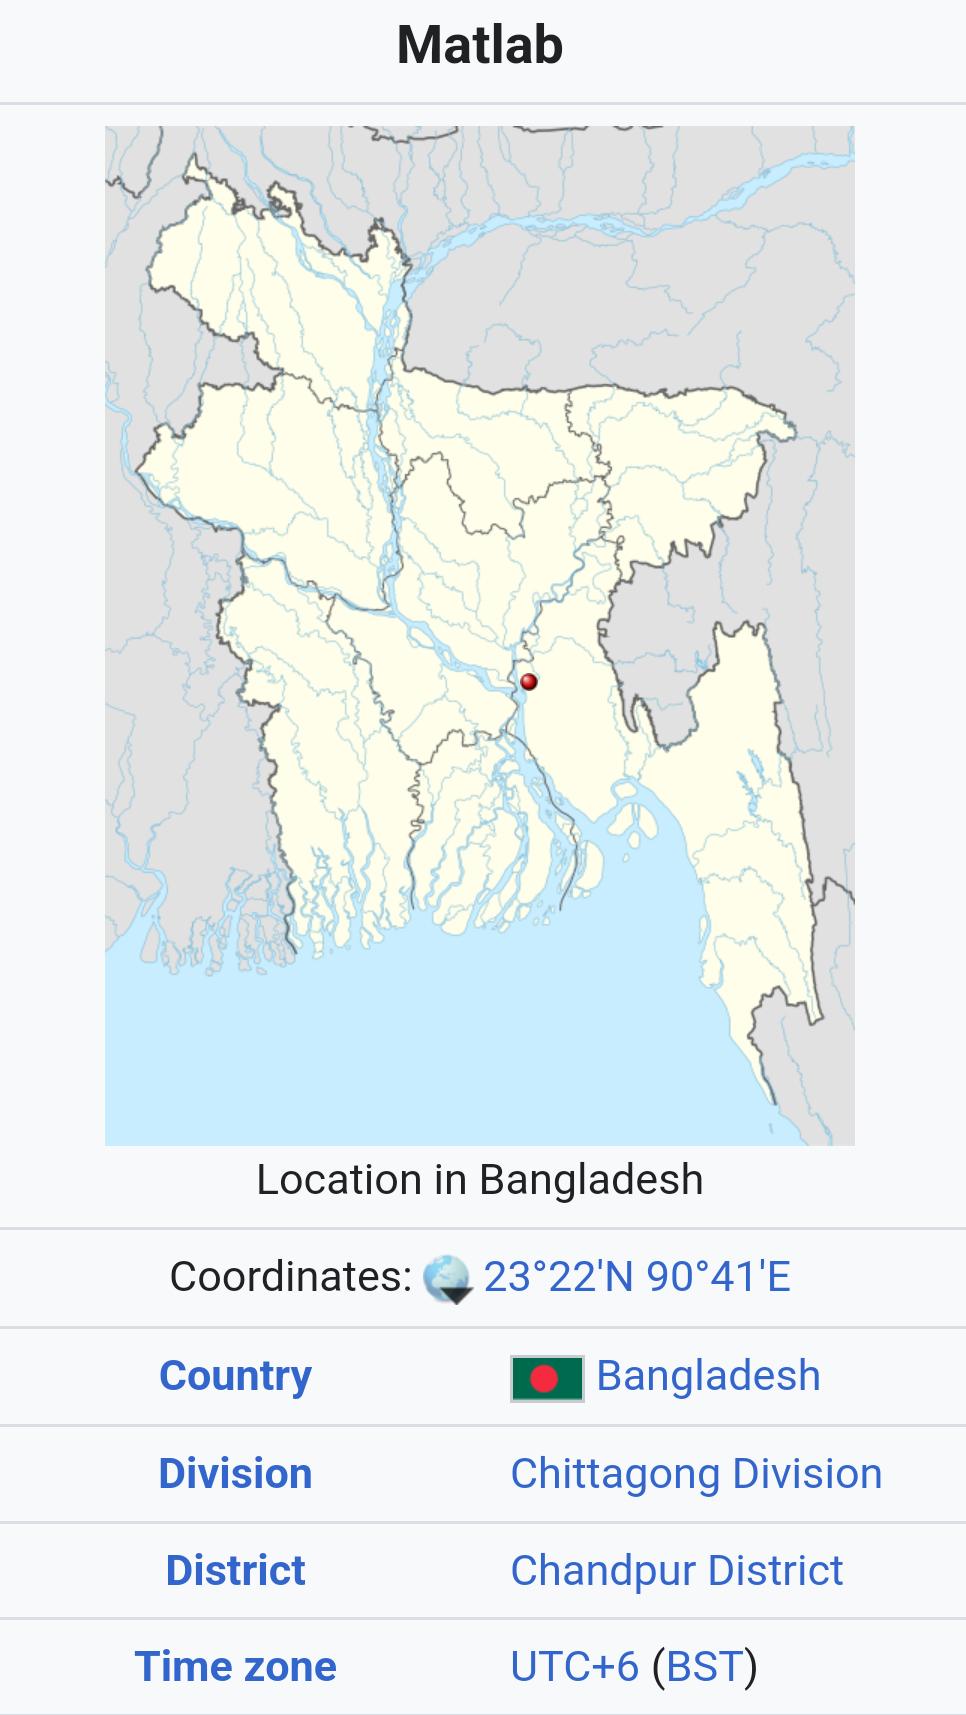 Matlab
Location in Bangladesh
Coordinates: 23°22'N 90°41'E
Country Bangladesh
Division Chittagong Division
District Chandpur District
Time zone UTC+6 (BST)